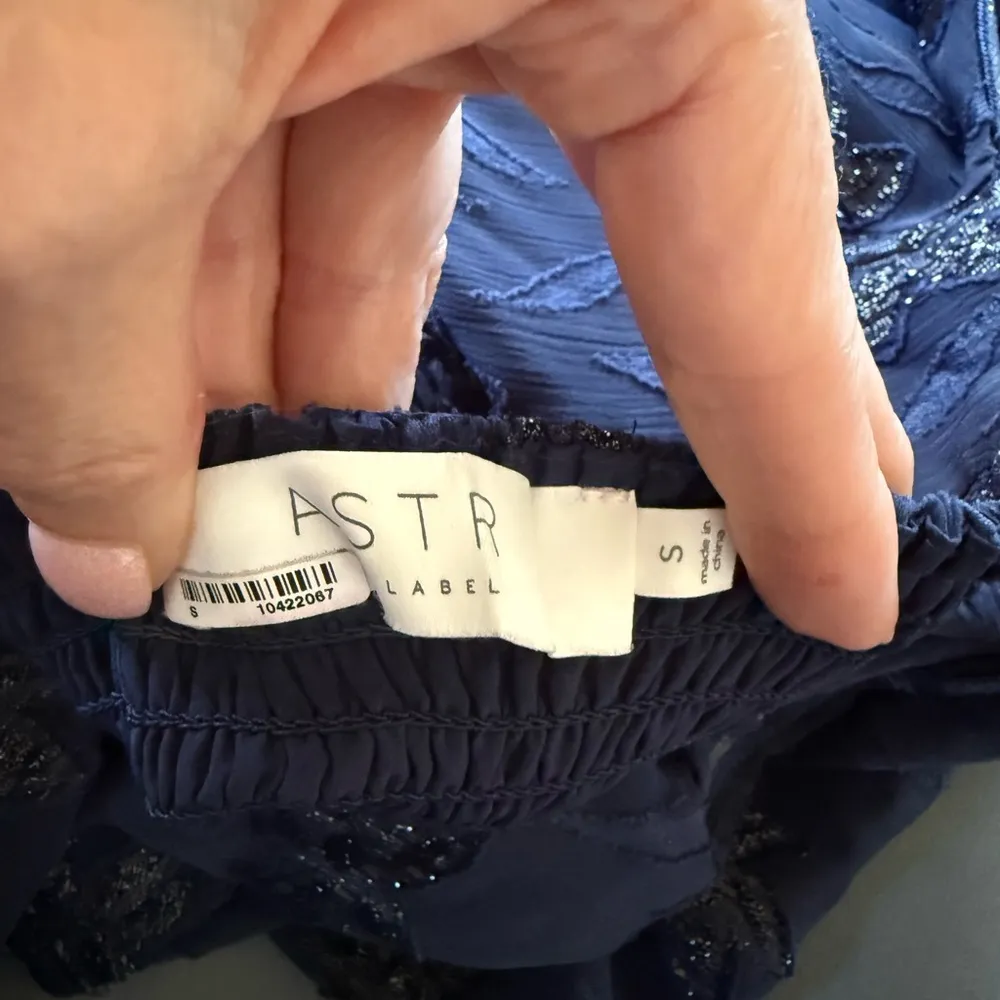 ASTR
LABEL
S 10422067
S
made in
china